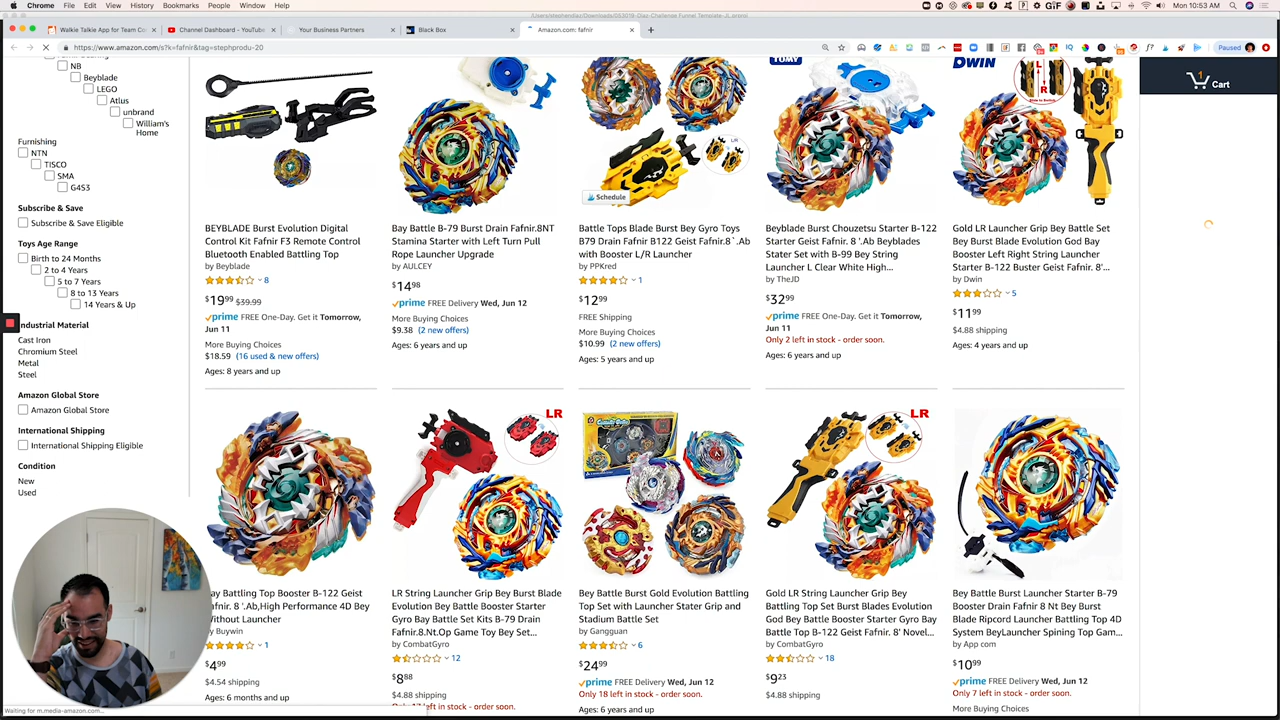 Chrome File Edit View History Bookmarks People Window Help
GIF Mon 10:53 AM
Walkie Talkie App for Team Co
Channel Dashboard - YouTube
Your Business Partners
Black Box
Amazon.com: fafnir
https://www.amazon.com/s?k=fafnir&tag=stephprodu-20
Paused
1
Cart
NB
Beyblade
LEGO
Atlus
unbrand
William's
Home
Furnishing
NTN
TISCO
SMA
G4S3
Subscribe & Save
Subscribe & Save Eligible
Toys Age Range
Birth to 24 Months
2 to 4 Years
5 to 7 Years
8 to 13 Years
14 Years & Up
Industrial Material
Cast Iron
Chromium Steel
Metal
Steel
Amazon Global Store
Amazon Global Store
International Shipping
International Shipping Eligible
Condition
New
Used
BEYBLADE Burst Evolution Digital
Control Kit Fafnir F3 Remote Control
Bluetooth Enabled Battling Top
by Beyblade
8
$19 99 $39.99
prime FREE One-Day. Get it Tomorrow,
Jun 11
More Buying Choices
$18.59 (16 used & new offers)
Ages: 8 years and up
Bay Battle B-79 Burst Drain Fafnir.8NT
Stamina Starter with Left Turn Pull
Rope Launcher Upgrade
by AULCEY
$14 98
prime FREE Delivery Wed, Jun 12
More Buying Choices
$9.38 (2 new offers)
Ages: 6 years and up
LR
Schedule
Battle Tops Blade Burst Bey Gyro Toys
B79 Drain Fafnir B122 Geist Fafnir.8`.Ab
with Booster L/R Launcher
by PPKred
1
$12 99
FREE Shipping
More Buying Choices
$10.99 (2 new offers)
Ages: 5 years and up
TOMY
Beyblade Burst Chouzetsu Starter B-122
Starter Geist Fafnir. 8 '.Ab Beyblades
Stater Set with B-99 Bey String
Launcher L Clear White High...
by TheJD
$32 99
prime FREE One-Day. Get it Tomorrow,
Jun 11
Only 2 left in stock - order soon.
Ages: 6 years and up
DWIN
L
R
Gold LR Launcher Grip Bey Battle Set
Bey Burst Blade Evolution God Bay
Booster Left Right String Launcher
Starter B-122 Buster Geist Fafnir. 8'...
by Dwin
5
$11 99
$4.88 shipping
Ages: 4 years and up
Bay Battling Top Booster B-122 Geist
Fafnir. 8 '.Ab,High Performance 4D Bey
Without Launcher
by Buywin
1
$4 99
$4.54 shipping
Ages: 6 months and up
LR
LR String Launcher Grip Bey Burst Blade
Evolution Bey Battle Booster Starter
Gyro Bay Battle Set Kits B-79 Drain
Fafnir.8.Nt.Op Game Toy Bey Set...
by CombatGyro
12
$8 88
$4.88 shipping
Bey Battle Burst Gold Evolution Battling
Top Set with Launcher Stater Grip and
Stadium Battle Set
by Gangguan
6
$24 99
prime FREE Delivery Wed, Jun 12
Only 18 left in stock - order soon.
Ages: 6 years and up
LR
Gold LR String Launcher Grip Bey
Battling Top Set Burst Blades Evolution
God Bey Battle Booster Starter Gyro Bay
Battle Top B-122 Geist Fafnir. 8' Novel...
by CombatGyro
18
$9 23
$4.88 shipping
Bey Battle Burst Launcher Starter B-79
Booster Drain Fafnir 8 Nt Bey Burst
Blade Ripcord Launcher Battling Top 4D
System BeyLauncher Spining Top Gam...
by App com
$10 99
prime FREE Delivery Wed, Jun 12
Only 7 left in stock - order soon.
More Buying Choices
Waiting for m.media-amazon.com...